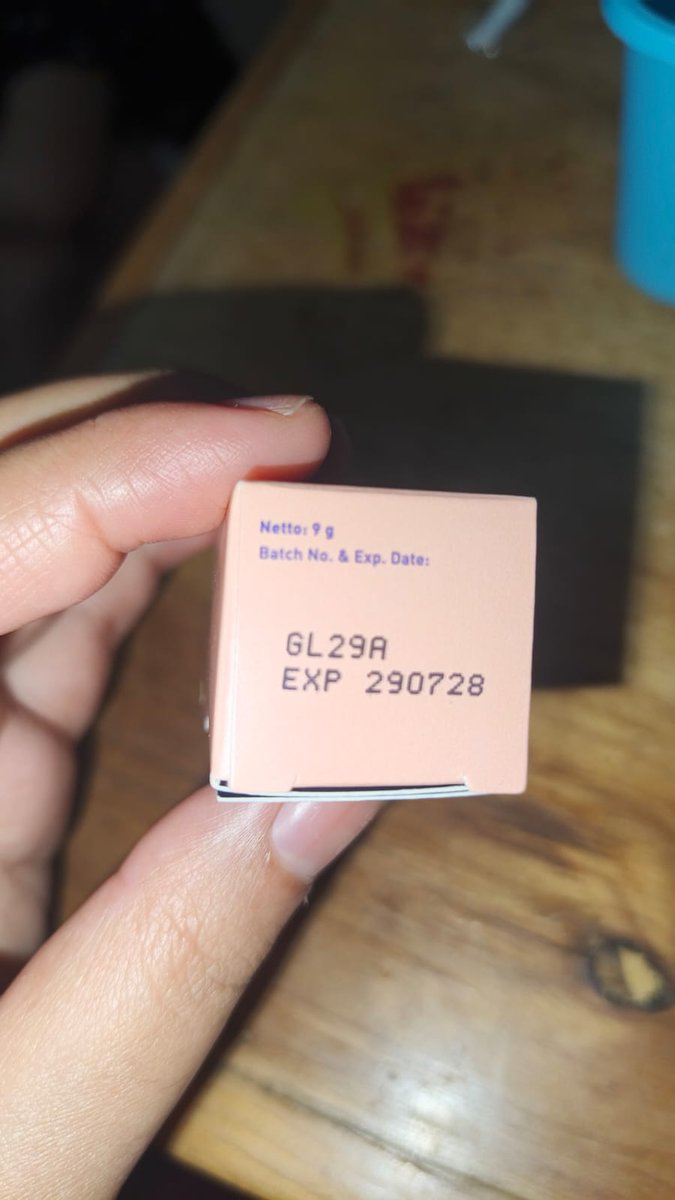 Netto: 9 g
Batch No. & Exp. Date:
GL29A
EXP 290728